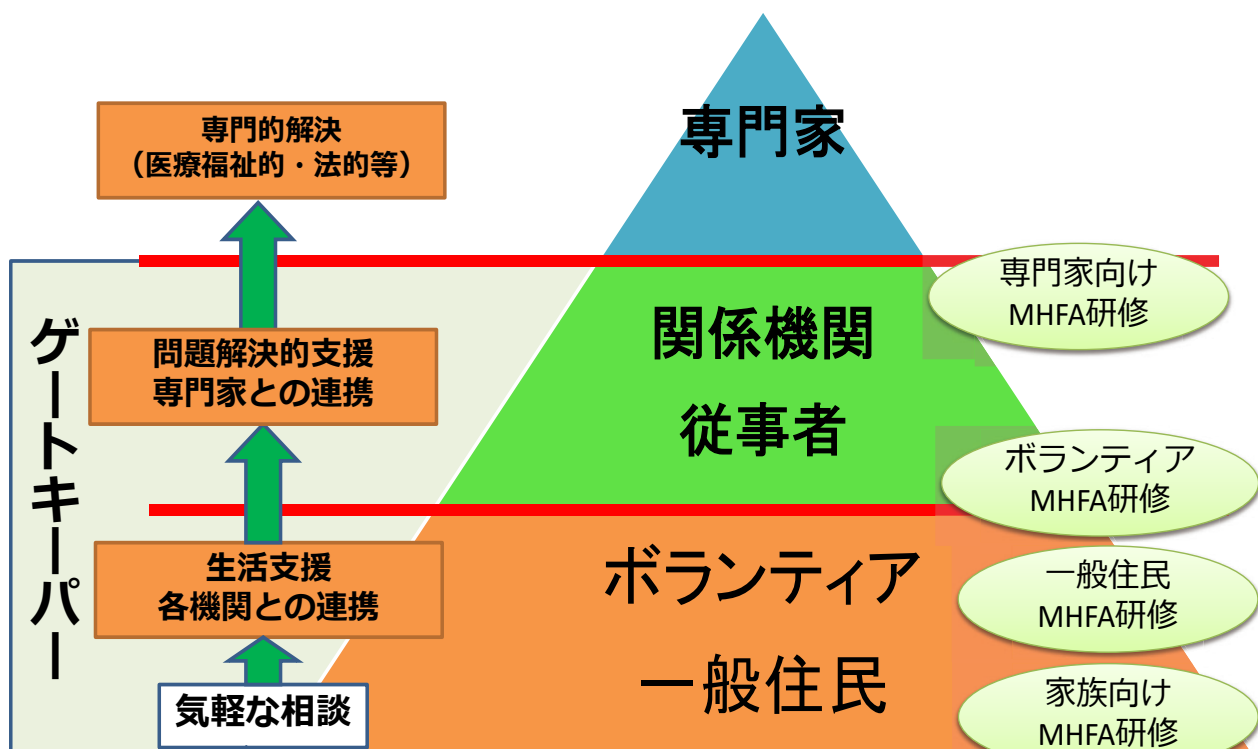 専門的解決
（医療福祉的・法的等）
専門家
専門家向け
MHFA研修
ゲートキーパー
問題解決的支援
専門家との連携
関係機関
従事者
ボランティア
MHFA研修
生活支援
各機関との連携
ボランティア
一般住民
MHFA研修
気軽な相談
一般住民
家族向け
MHFA研修